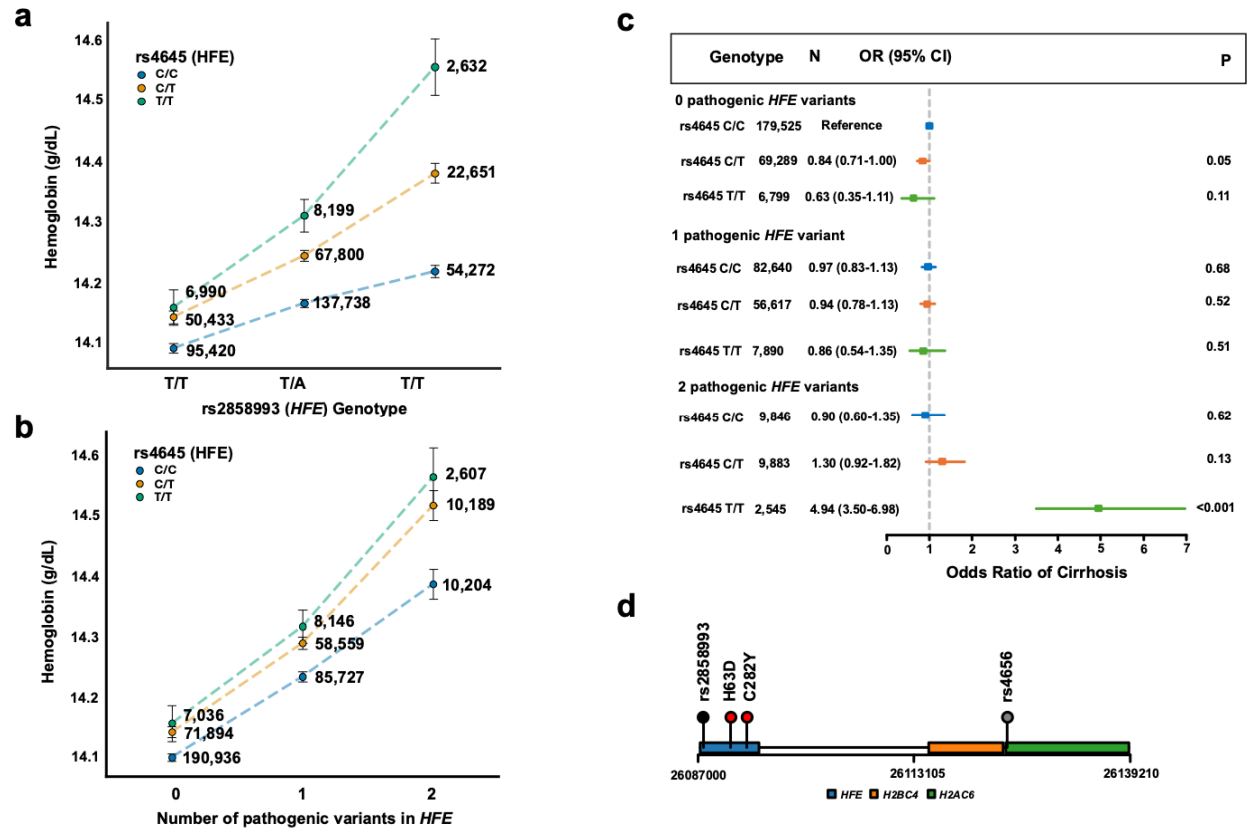 a
14.6
14.5
14.4
14.3
14.2
14.1
Hemoglobin (g/dL)
rs4645 (HFE)
C/C
C/T
T/T
2,632
22,651
8,199
67,800
54,272
137,738
6,990
50,433
95,420
T/T T/A T/T
rs2858993 (HFE) Genotype
b
14.6
14.5
14.4
14.3
14.2
14.1
Hemoglobin (g/dL)
rs4645 (HFE)
C/C
C/T
T/T
2,607
10,189
10,204
8,146
58,559
85,727
7,036
71,894
190,936
0 1 2
Number of pathogenic variants in HFE
c
Genotype N OR (95% CI) P
0 pathogenic HFE variants
rs4645 C/C 179,525 Reference
rs4645 C/T 69,289 0.84 (0.71-1.00) 0.05
rs4645 T/T 6,799 0.63 (0.35-1.11) 0.11
1 pathogenic HFE variant
rs4645 C/C 82,640 0.97 (0.83-1.13) 0.68
rs4645 C/T 56,617 0.94 (0.78-1.13) 0.52
rs4645 T/T 7,890 0.86 (0.54-1.35) 0.51
2 pathogenic HFE variants
rs4645 C/C 9,846 0.90 (0.60-1.35) 0.62
rs4645 C/T 9,883 1.30 (0.92-1.82) 0.13
rs4645 T/T 2,545 4.94 (3.50-6.98) <0.001
0 1 2 3 4 5 6 7
Odds Ratio of Cirrhosis
d
rs2858993
H63D
C282Y
rs4656
26087000 26113105 26139210
HFE H2BC4 H2AC6